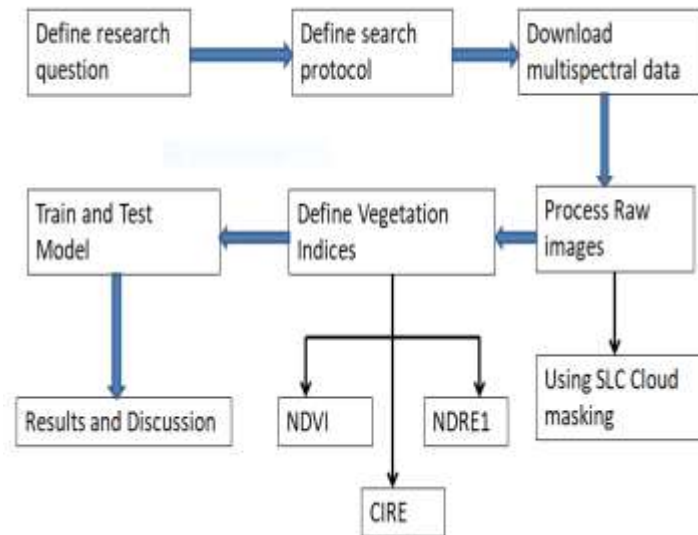 Define research
question
Define search
protocol
Download
multispectral data
Train and Test
Model
Define Vegetation
Indices
Process Raw
images
Results and Discussion
NDVI
NDRE1
Using SLC Cloud
masking
CIRE